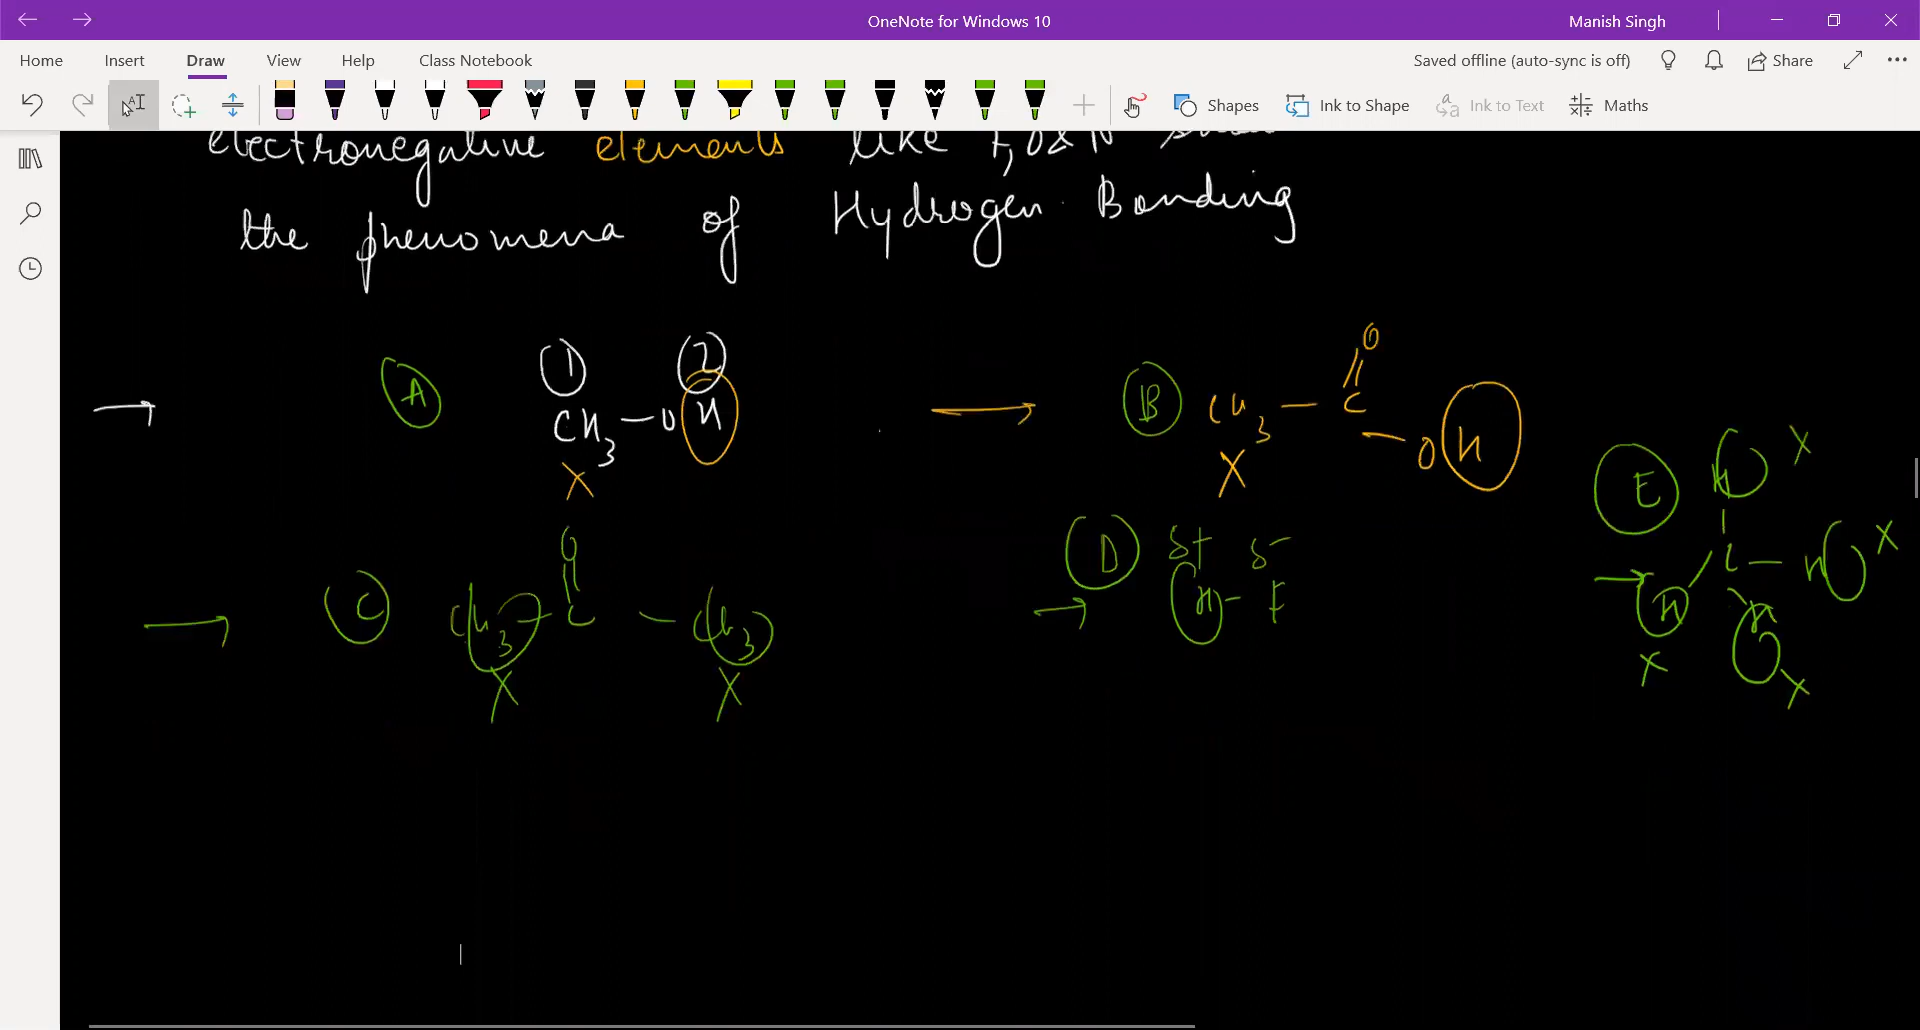 OneNote for Windows 10
Manish Singh
Home Insert Draw View Help Class Notebook
Saved offline (auto-sync is off) Share
Shapes Ink to Shape Ink to Text Maths
electronegative elements like F, O & N
the phenomena of Hydrogen Bonding
1 2
A CH3 - OH
X
O
B CH3 - C
- OH
X
O
C CH3 - C - CH3
X X
D δ+ δ-
H - F
E H X
C - H X
H H
X X